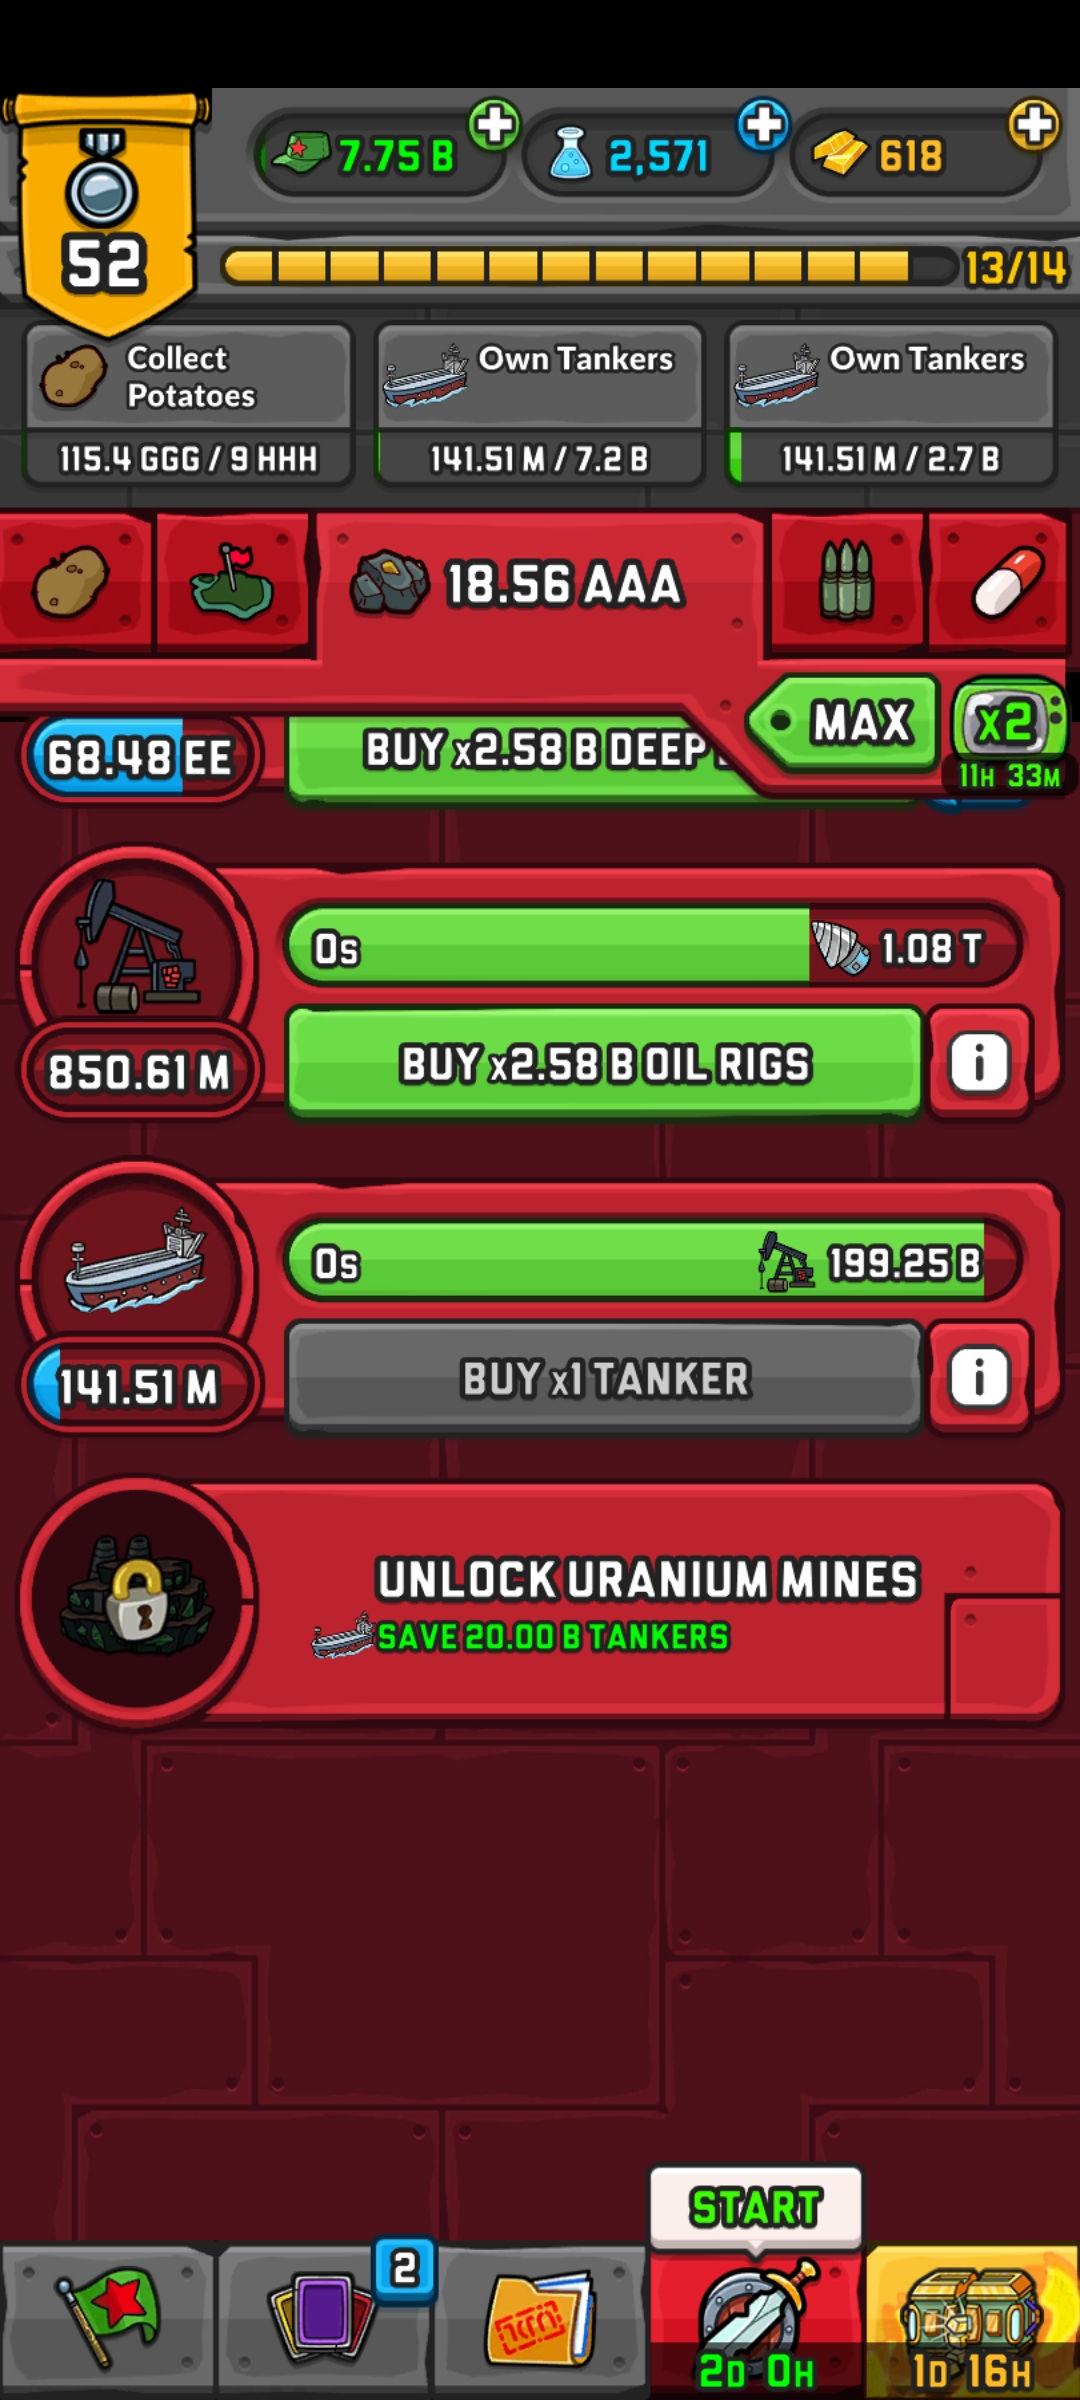 7.75 B
2,571
618
52
13/14
Collect
Potatoes
115.4 GGG / 9 HHH
Own Tankers
141.51 M / 7.2 B
Own Tankers
141.51 M / 2.7 B
18.56 AAA
MAX
x2
11H 33M
68.48 EE
BUY x2.58 B DEEP
0s
1.08 T
850.61 M
BUY x2.58 B OIL RIGS
i
0s
199.25 B
141.51 M
BUY x1 TANKER
i
UNLOCK URANIUM MINES
SAVE 20.00 B TANKERS
START
2
2D 0H
1D 16H